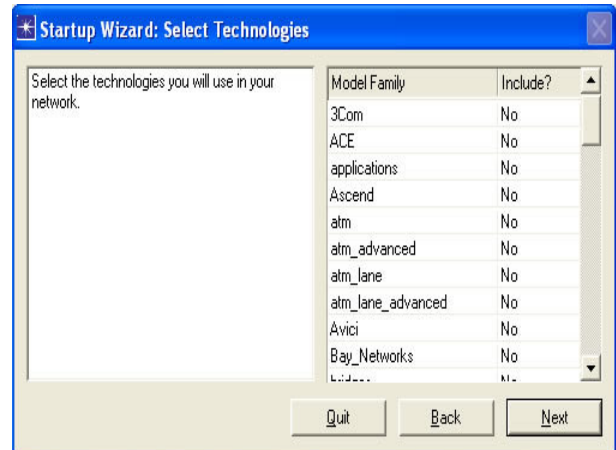 Startup Wizard: Select Technologies
Select the technologies you will use in your
network.
Model Family Include?
3Com No
ACE No
applications No
Ascend No
atm No
atm_advanced No
atm_lane No
atm_lane_advanced No
Avici No
Bay_Networks No
Quit Back Next